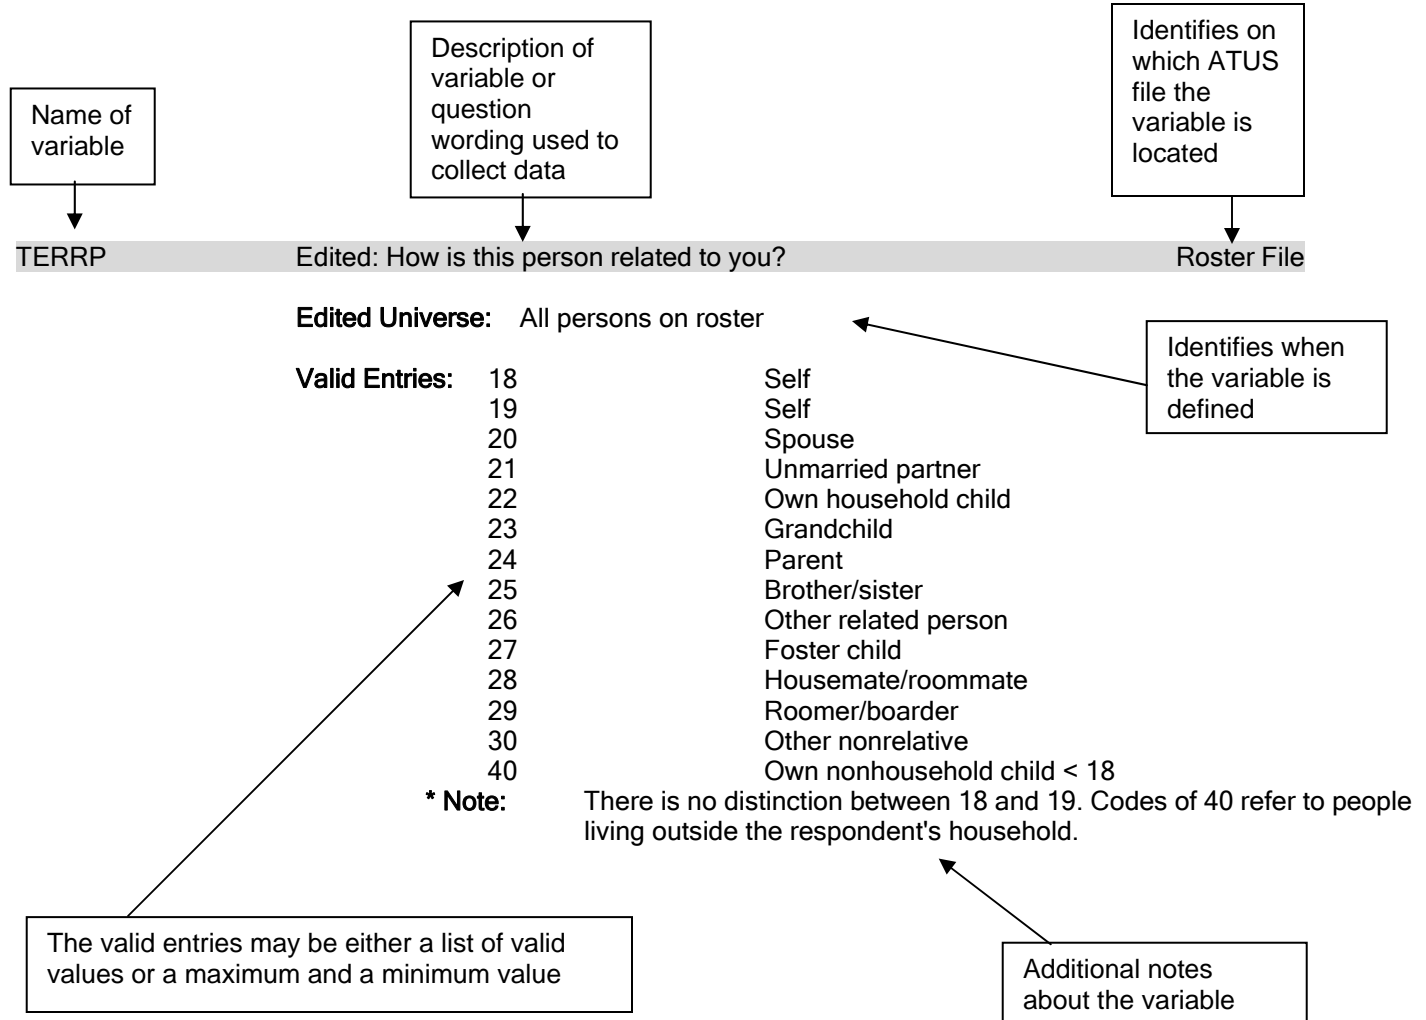 Name of
variable
Description of
variable or
question
wording used to
collect data
Identifies on
which ATUS
file the
variable is
located
TERRP Edited: How is this person related to you? Roster File
Edited Universe: All persons on roster
Identifies when
the variable is
defined
Valid Entries: 18 Self
19 Self
20 Spouse
21 Unmarried partner
22 Own household child
23 Grandchild
24 Parent
25 Brother/sister
26 Other related person
27 Foster child
28 Housemate/roommate
29 Roomer/boarder
30 Other nonrelative
40 Own nonhousehold child < 18
* Note: There is no distinction between 18 and 19. Codes of 40 refer to people
living outside the respondent's household.
The valid entries may be either a list of valid
values or a maximum and a minimum value
Additional notes
about the variable